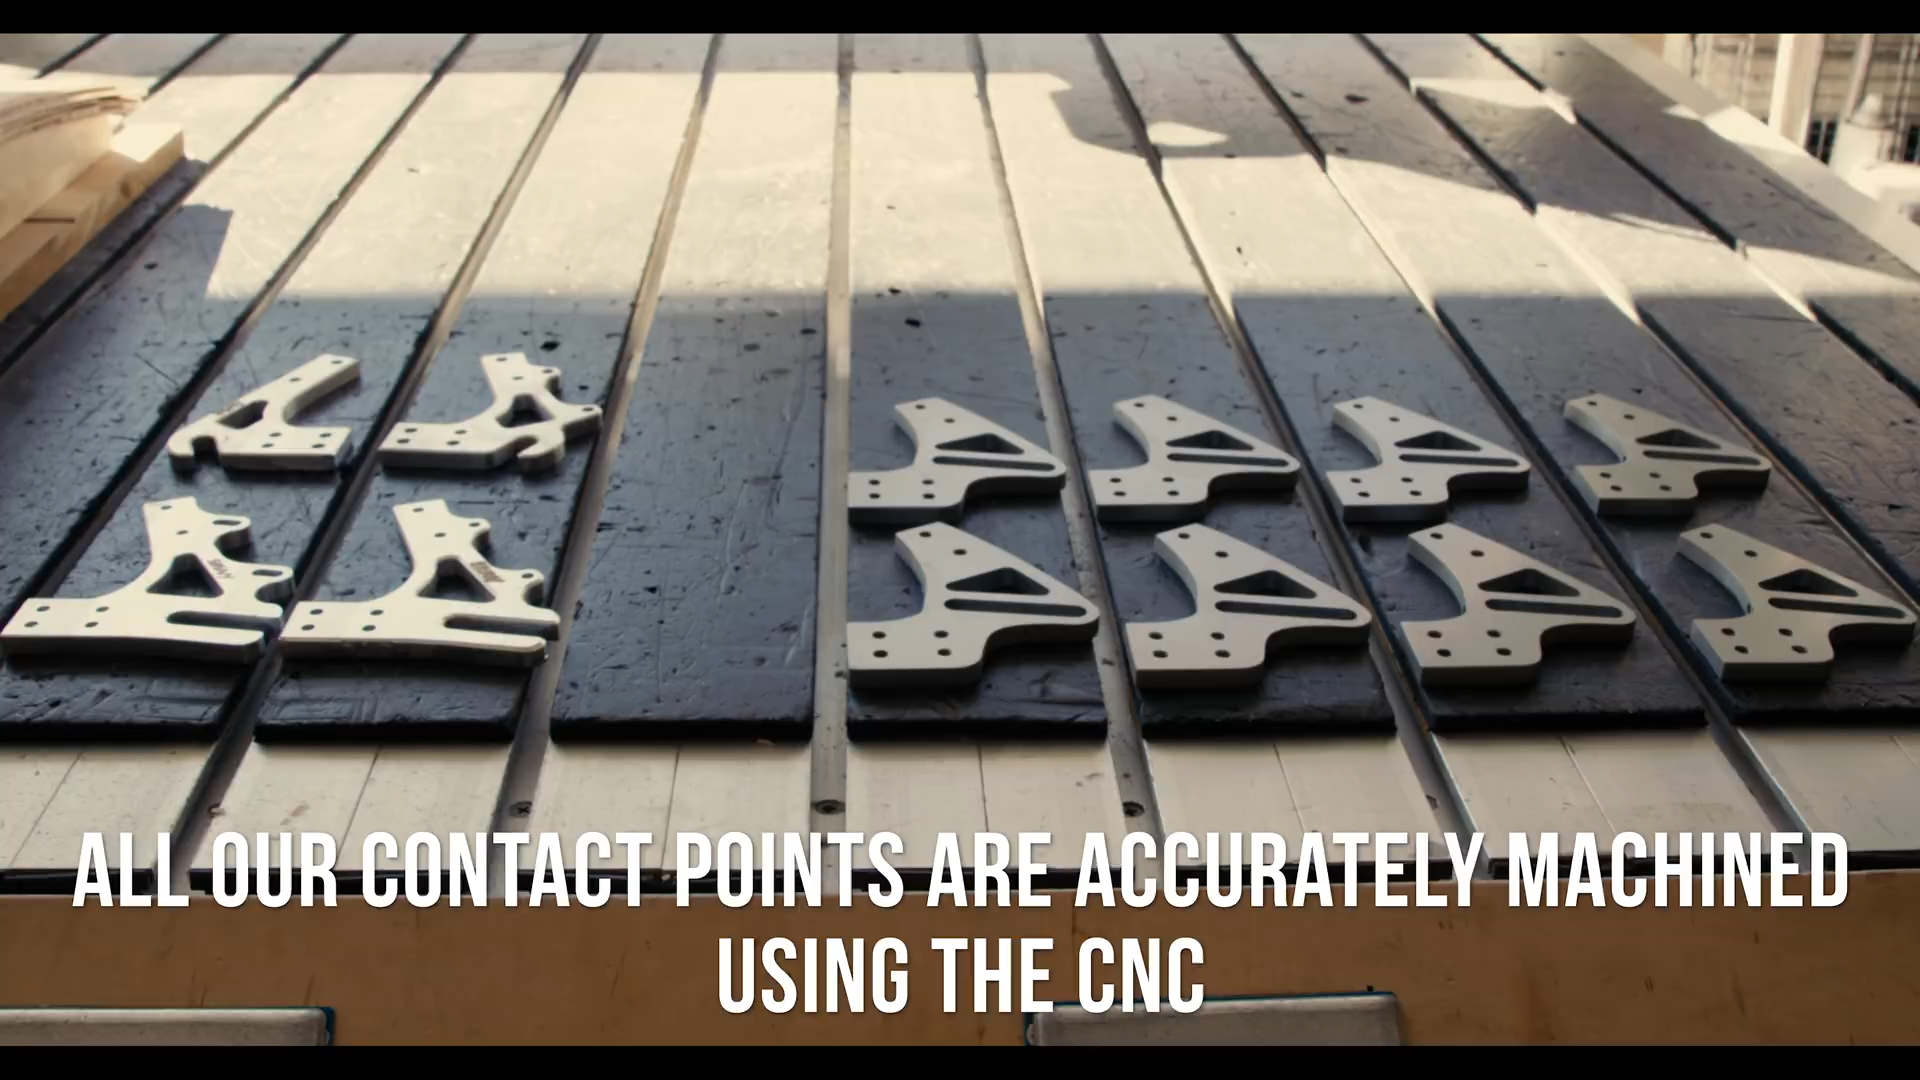 ALL OUR CONTACT POINTS ARE ACCURATELY MACHINED
USING THE CNC